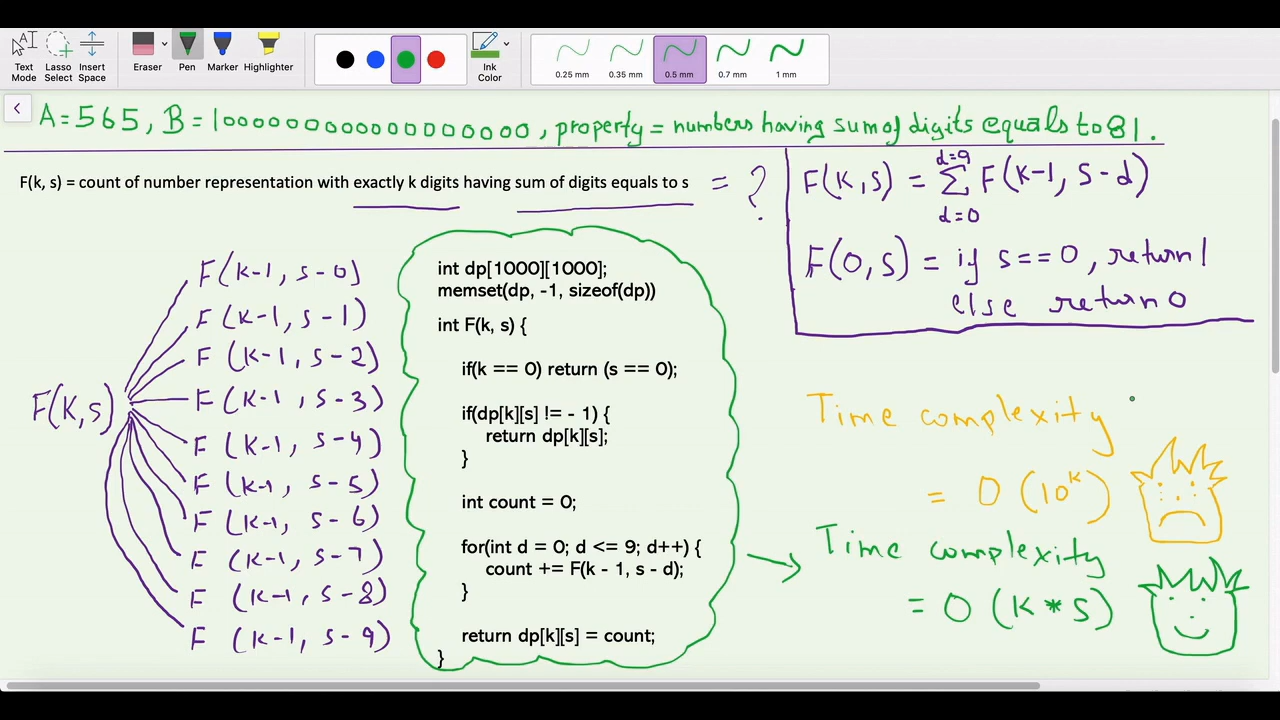 Text Mode
Lasso Select
Insert Space
Eraser
Pen
Marker
Highlighter
Ink Color
0.25 mm
0.35 mm
0.5 mm
0.7 mm
1 mm
A=565, B=1000000000000000000, property = numbers having sum of digits equals to 81.
F(k, s) = count of number representation with exactly k digits having sum of digits equals to s = ?
F(K,s) = Σ F(K-1, S-d)
d=9
d=0
F(0,s) = if s==0, return 1
else return 0
F(K,s)
F(K-1, S-0)
F(K-1, S-1)
F(K-1, S-2)
F(K-1, S-3)
F(K-1, S-4)
F(K-1, S-5)
F(K-1, S-6)
F(K-1, S-7)
F(K-1, S-8)
F(K-1, S-9)
int dp[1000][1000];
memset(dp, -1, sizeof(dp))
int F(k, s) {
if(k == 0) return (s == 0);
if(dp[k][s] != - 1) {
return dp[k][s];
}
int count = 0;
for(int d = 0; d <= 9; d++) {
count += F(k - 1, s - d);
}
return dp[k][s] = count;
}
Time complexity
= O (10^K)
Time complexity
= O (K * S)